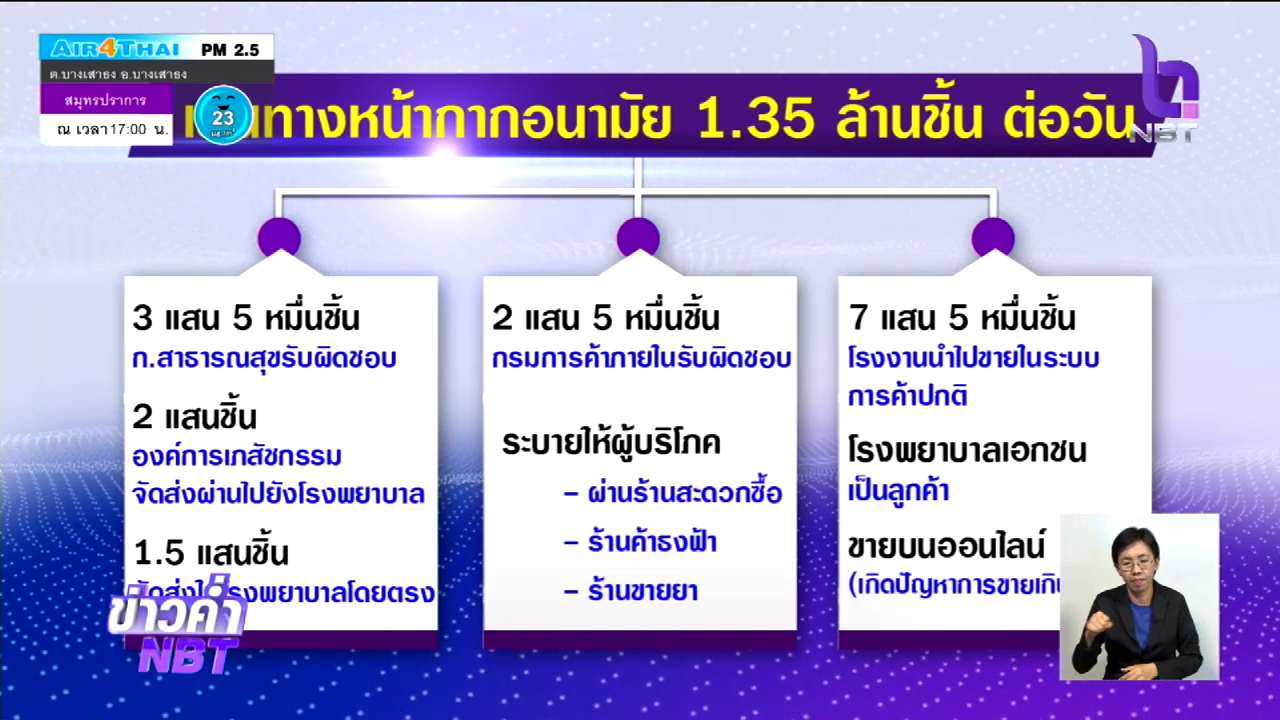 AIR4THAI PM 2.5
ต.บางเสาธง อ.บางเสาธง
สมุทรปราการ
ณ เวลา 17:00 น.
23
ทางหน้ากากอนามัย 1.35 ล้านชิ้น ต่อวัน
NBT
3 แสน 5 หมื่นชิ้น
ก.สาธารณสุขรับผิดชอบ
2 แสนชิ้น
องค์การเภสัชกรรม
จัดส่งผ่านไปยังโรงพยาบาล
1.5 แสนชิ้น
โรงพยาบาลโดยตรง
2 แสน 5 หมื่นชิ้น
กรมการค้าภายในรับผิดชอบ
ระบายให้ผู้บริโภค
– ผ่านร้านสะดวกซื้อ
– ร้านค้าธงฟ้า
– ร้านขายยา
7 แสน 5 หมื่นชิ้น
โรงงานนำไปขายในระบบ
การค้าปกติ
โรงพยาบาลเอกชน
เป็นลูกค้า
ขายบนออนไลน์
(เกิดปัญหาการขายเกิน
ข่าวค่ำ
NBT